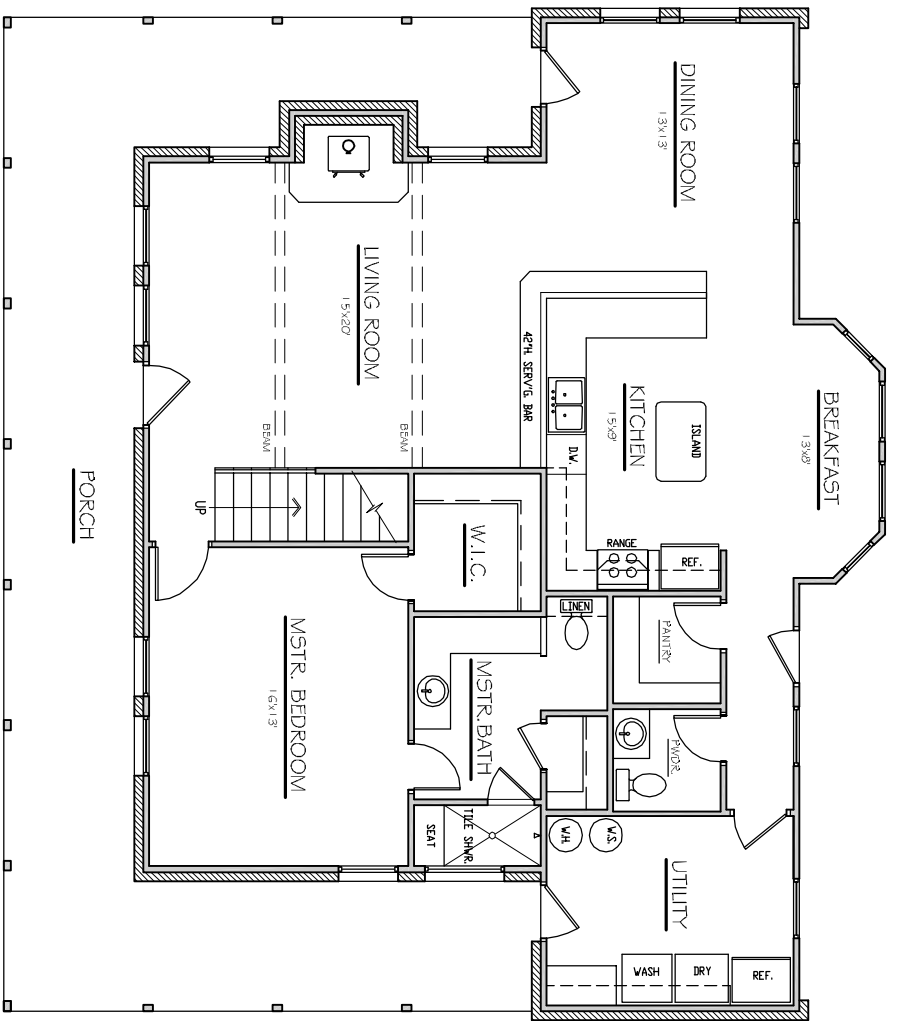 DINING ROOM
13'x13'
LIVING ROOM
15'x20'
BEAM
BEAM
42"H. SERV'G. BAR
KITCHEN
15'x9'
ISLAND
D.W.
RANGE
REF.
BREAKFAST
13'x8'
PORCH
UP
W.I.C.
LINEN
PANTRY
MSTR. BEDROOM
16'x13'
MSTR. BATH
PWDR.
TILE SHWR.
SEAT
W.H.
W.S.
UTILITY
WASH
DRY
REF.